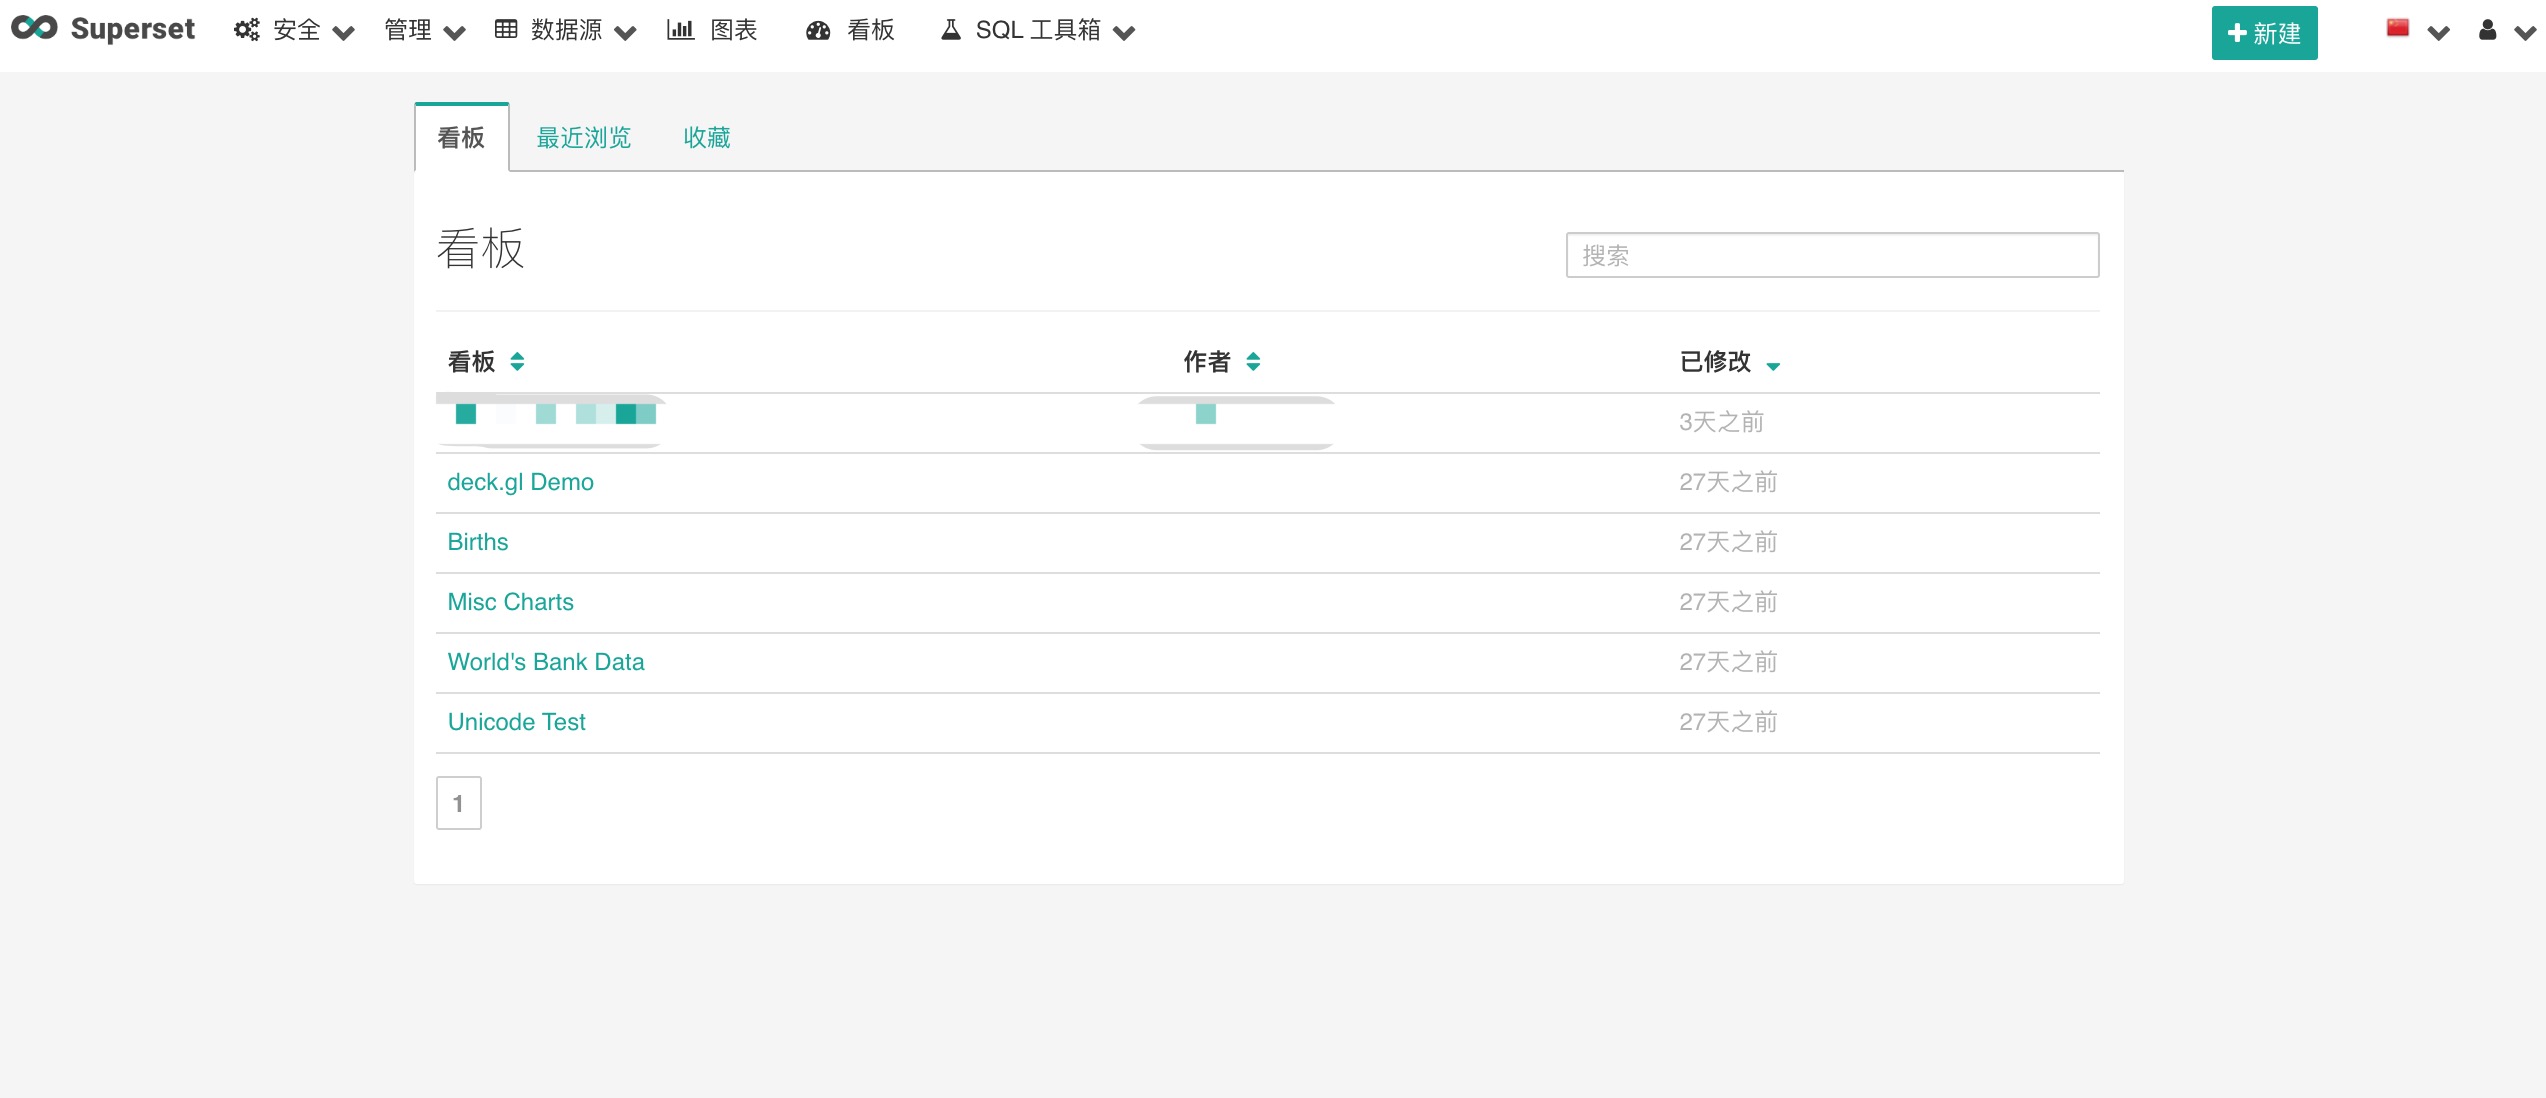 Superset 安全 管理 数据源 图表 看板 SQL 工具箱 新建
看板 最近浏览 收藏
看板
搜索
看板 作者 已修改
3天之前
deck.gl Demo 27天之前
Births 27天之前
Misc Charts 27天之前
World's Bank Data 27天之前
Unicode Test 27天之前
1